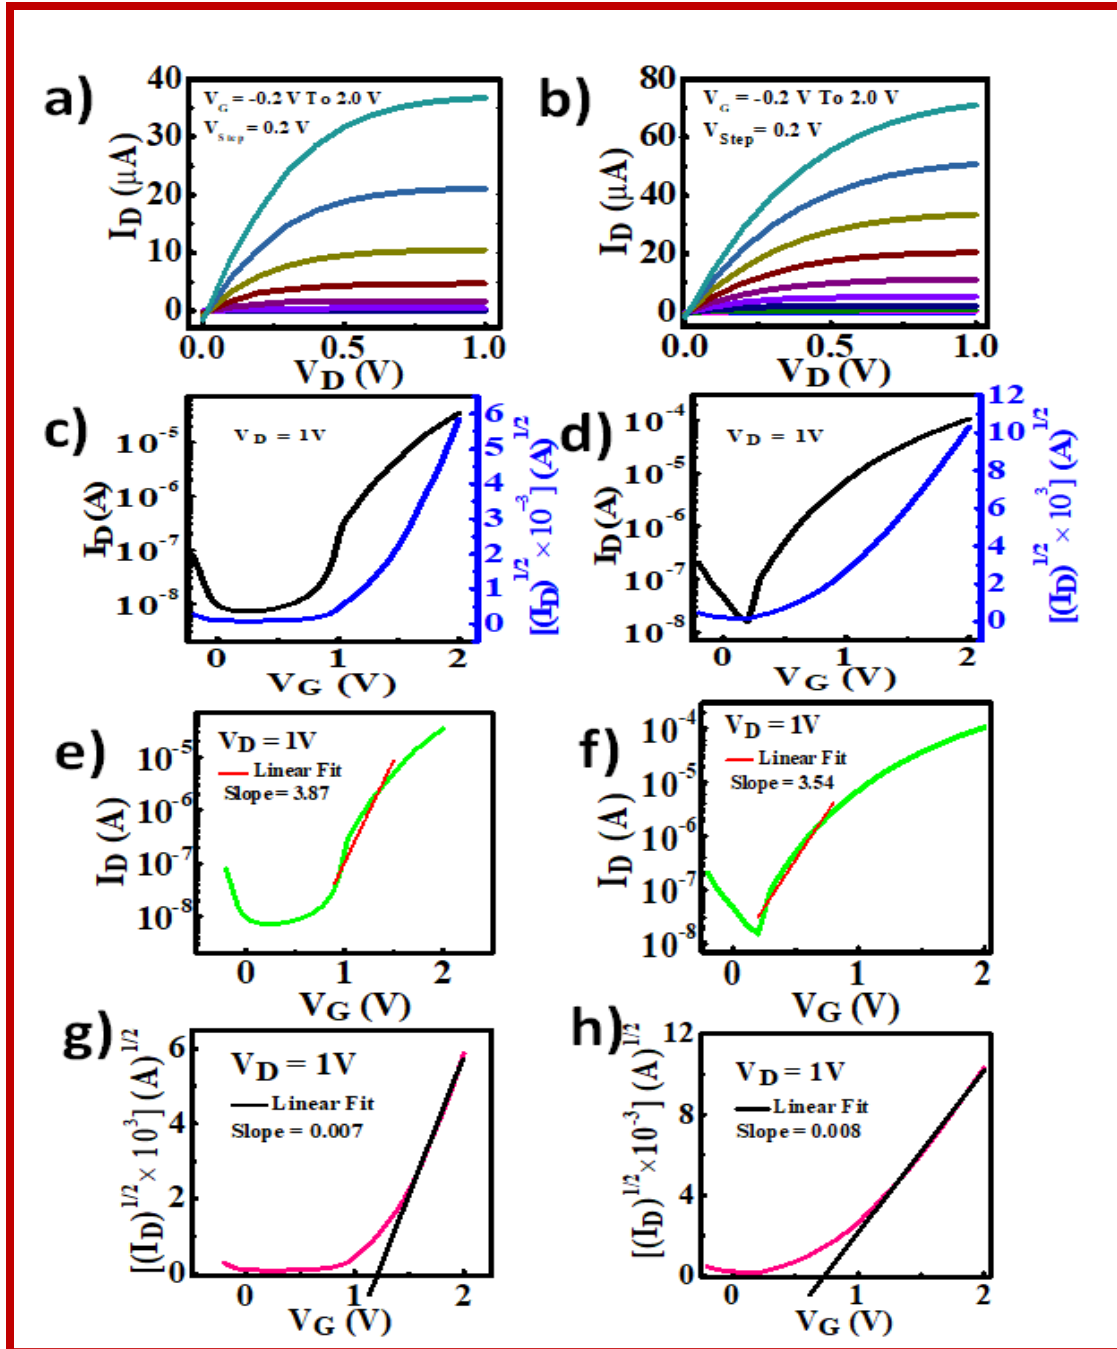 a)
V_G = -0.2 V To 2.0 V
V_Step = 0.2 V
I_D (μA)
40
30
20
10
0
0.0 0.5 1.0
V_D (V)
b)
V_G = -0.2 V To 2.0 V
V_Step = 0.2 V
I_D (μA)
80
60
40
20
0
0.0 0.5 1.0
V_D (V)
c)
V_D = 1V
I_D(A)
10^-5
10^-6
10^-7
10^-8
0 1 2
V_G (V)
6
5
4
3
2
1
0
[(I_D)^1/2 × 10^-3] (A)^1/2
d)
V_D = 1V
I_D(A)
10^-4
10^-5
10^-6
10^-7
10^-8
0 1 2
V_G (V)
12
10
8
6
4
2
0
[(I_D)^1/2 × 10^3] (A)^1/2
e)
V_D = 1V
Linear Fit
Slope = 3.87
I_D (A)
10^-5
10^-6
10^-7
10^-8
0 1 2
V_G (V)
f)
V_D = 1V
Linear Fit
Slope = 3.54
I_D (A)
10^-4
10^-5
10^-6
10^-7
10^-8
0 1 2
V_G (V)
g)
V_D = 1V
Linear Fit
Slope = 0.007
[(I_D)^1/2 × 10^3] (A)^1/2
6
4
2
0
0 1 2
V_G (V)
h)
V_D = 1V
Linear Fit
Slope = 0.008
[(I_D)^1/2 ×10^-3] (A)^1/2
12
8
4
0
0 1 2
V_G (V)